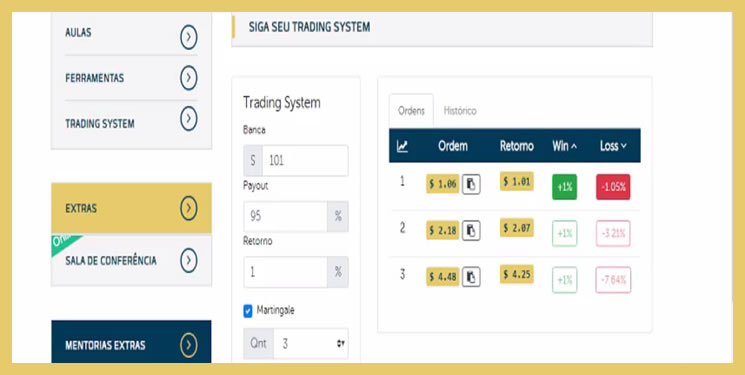 AULAS
FERRAMENTAS
TRADING SYSTEM
EXTRAS
SALA DE CONFERÊNCIA
MENTORIAS EXTRAS
SIGA SEU TRADING SYSTEM
Trading System
Banca
$ 101
Payout
95 %
Retorno
1 %
Martingale
Qnt 3
Ordens Histórico
Ordem Retorno Win Loss
1 $ 1.06 $ 1.01 +1% -1.05%
2 $ 2.18 $ 2.07 +1% -3.21%
3 $ 4.48 $ 4.25 +1% -7.64%